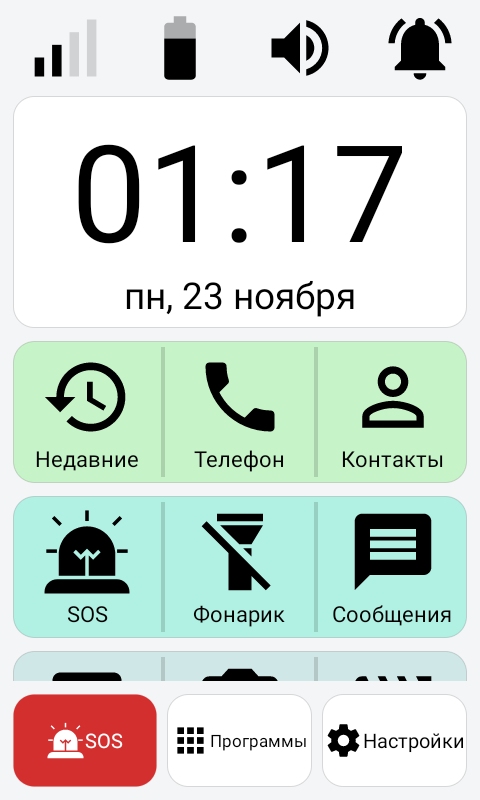 01:17
пн, 23 ноября
Недавние
Телефон
Контакты
SOS
Фонарик
Сообщения
SOS
Программы
Настройки